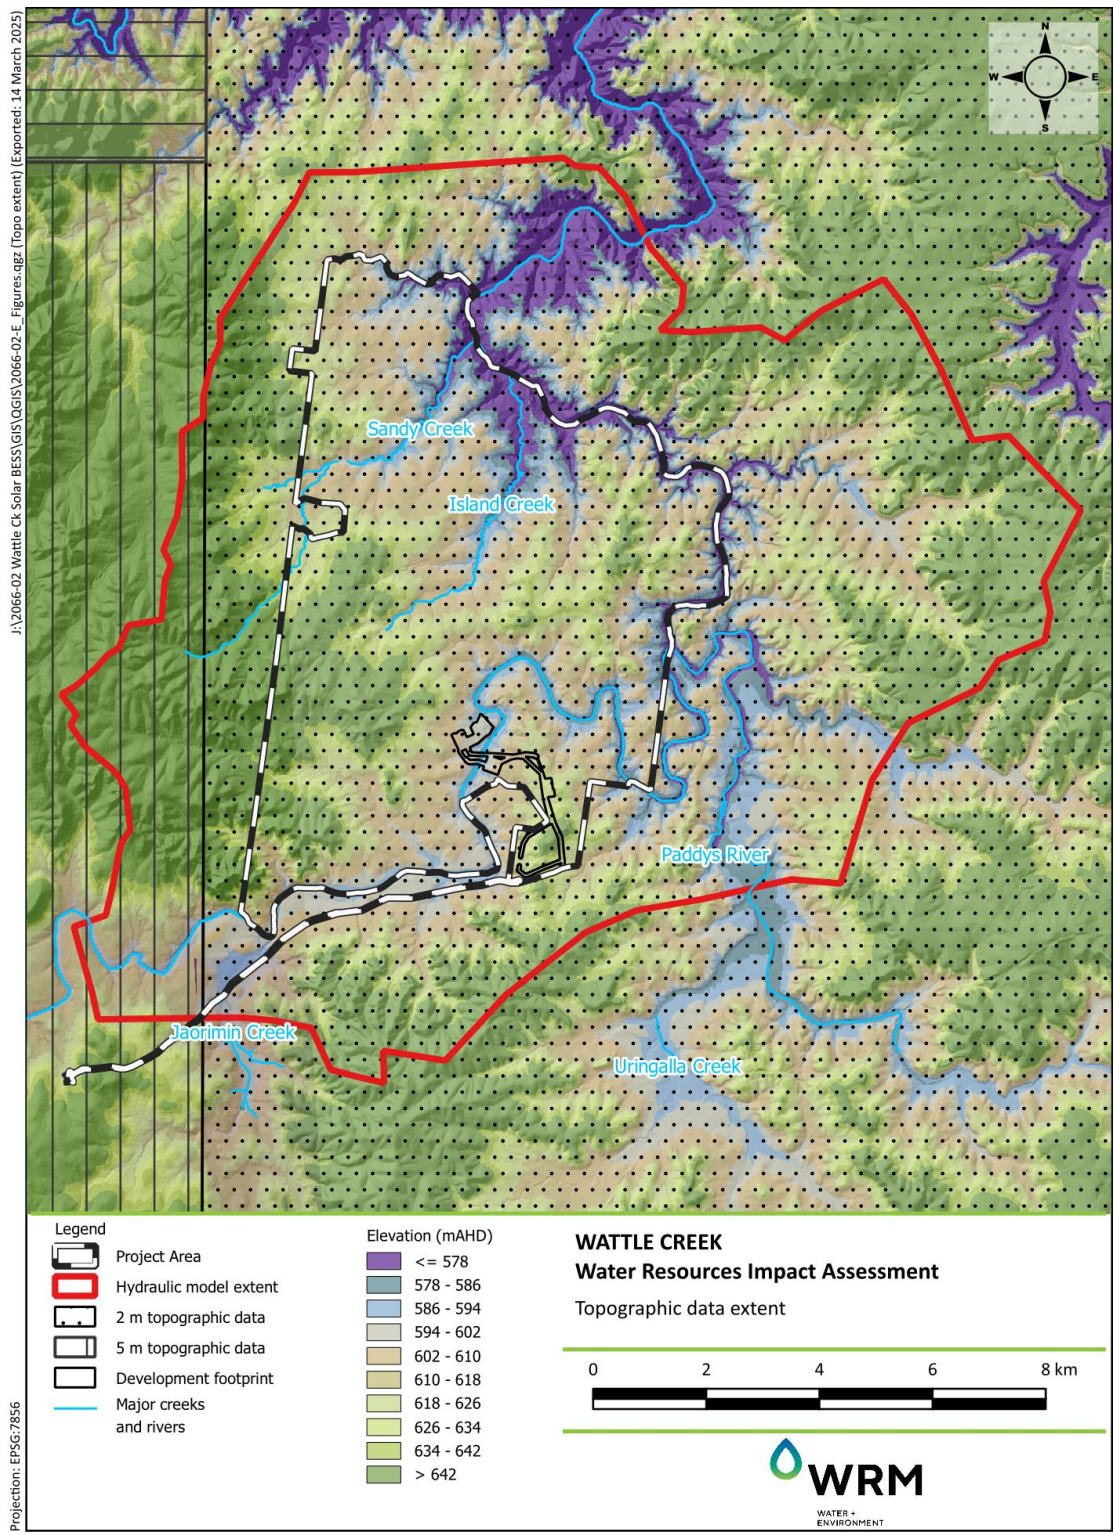 J:\2066-02 Wattle Ck Solar BESS\GIS\QGIS\2066-02-E_Figures.qgz (Topo extent) (Exported: 14 March 2025)
N
W
E
S
Sandy Creek
Island Creek
Paddys River
Jaorimin Creek
Uringalla Creek
Legend
Project Area
Hydraulic model extent
2 m topographic data
5 m topographic data
Development footprint
Major creeks
and rivers
Elevation (mAHD)
<= 578
578 - 586
586 - 594
594 - 602
602 - 610
610 - 618
618 - 626
626 - 634
634 - 642
> 642
WATTLE CREEK
Water Resources Impact Assessment
Topographic data extent
0 2 4 6 8 km
WRM
WATER +
ENVIRONMENT
Projection: EPSG:7856